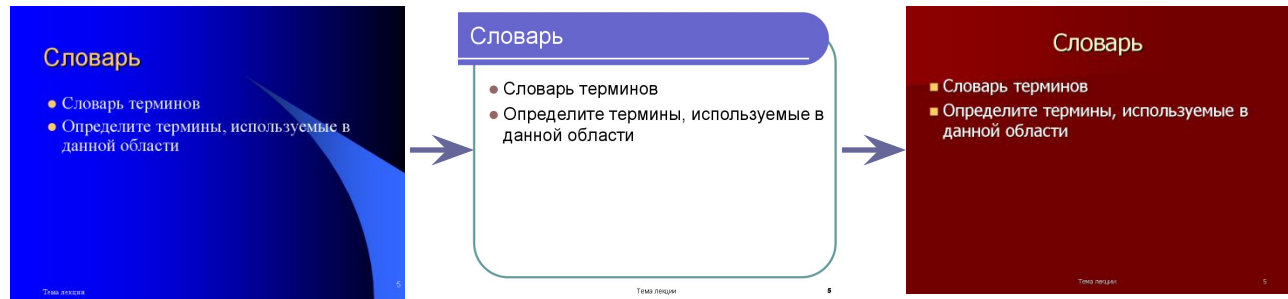 Словарь
Словарь терминов
Определите термины, используемые в
данной области
Тема лекции
5
Словарь
Словарь терминов
Определите термины, используемые в
данной области
Тема лекции
5
Словарь
Словарь терминов
Определите термины, используемые в
данной области
Тема лекции
5